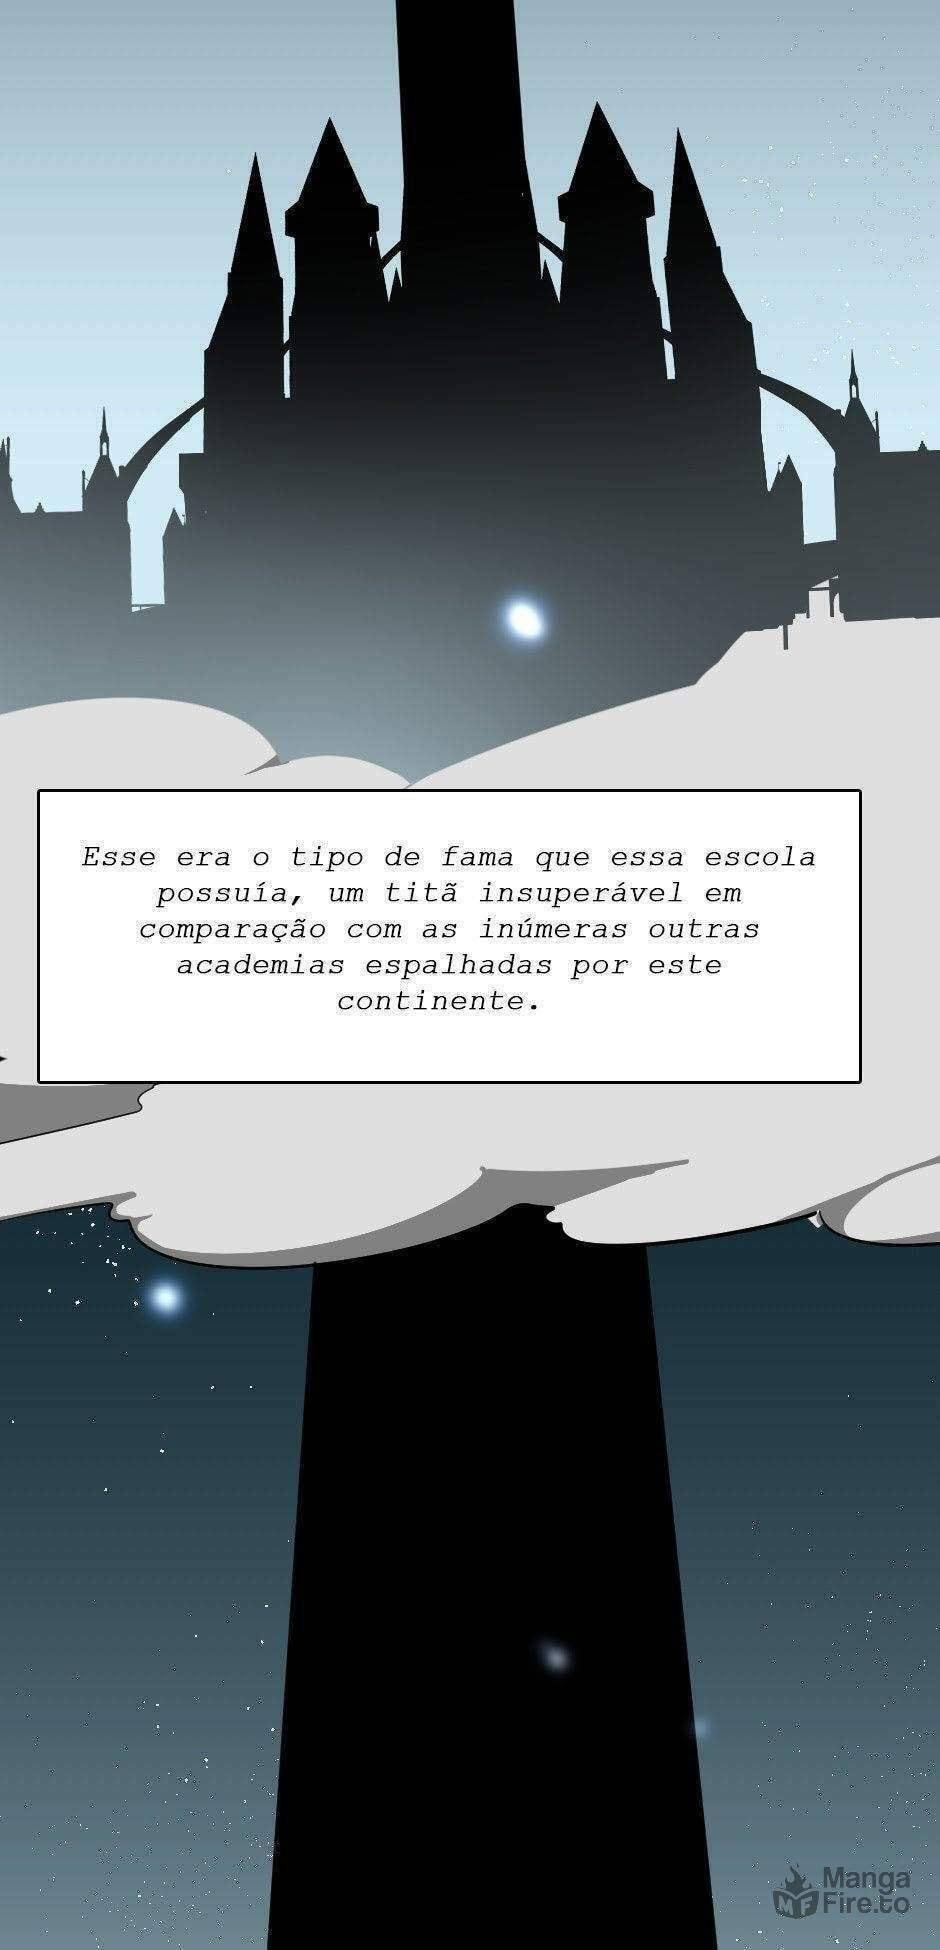 Esse era o tipo de fama que essa escola
possuía, um titã insuperável em
comparação com as inúmeras outras
academias espalhadas por este
continente.
Manga
Fire.to
MF